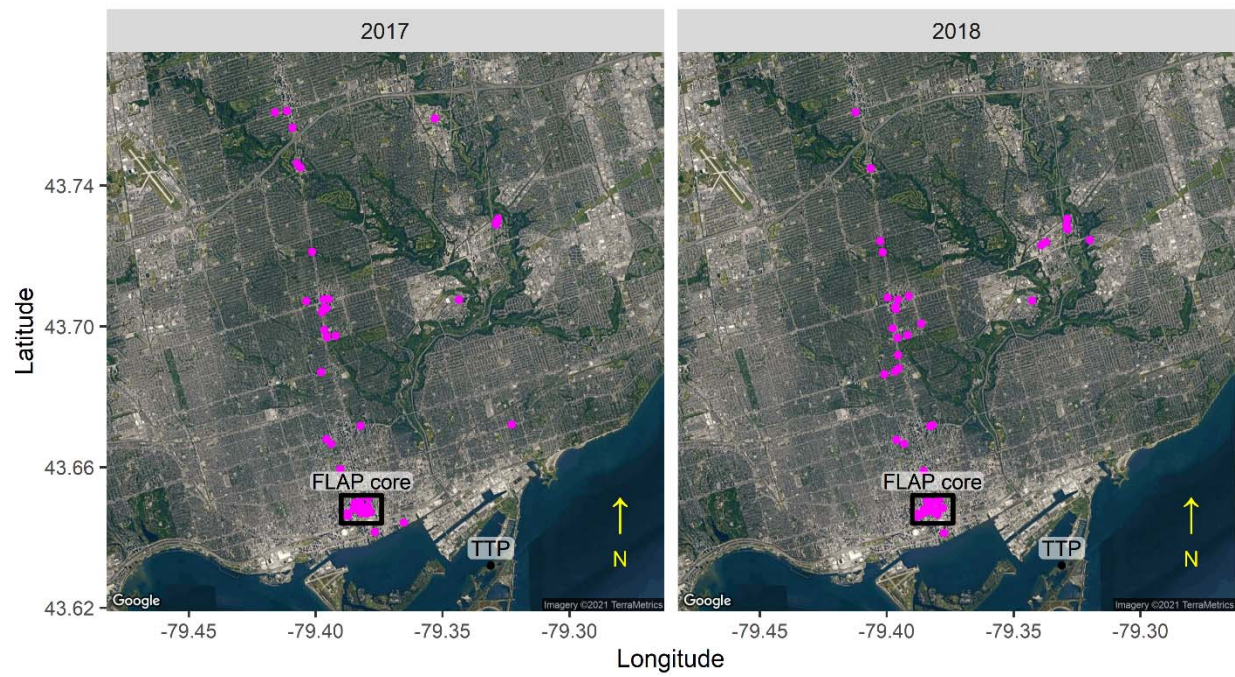 2017
2018
Latitude
43.74
43.70
43.66
43.62
FLAP core
TTP
N
Google
Imagery ©2021 TerraMetrics
FLAP core
TTP
N
Google
Imagery ©2021 TerraMetrics
-79.45
-79.40
-79.35
-79.30
-79.45
-79.40
-79.35
-79.30
Longitude